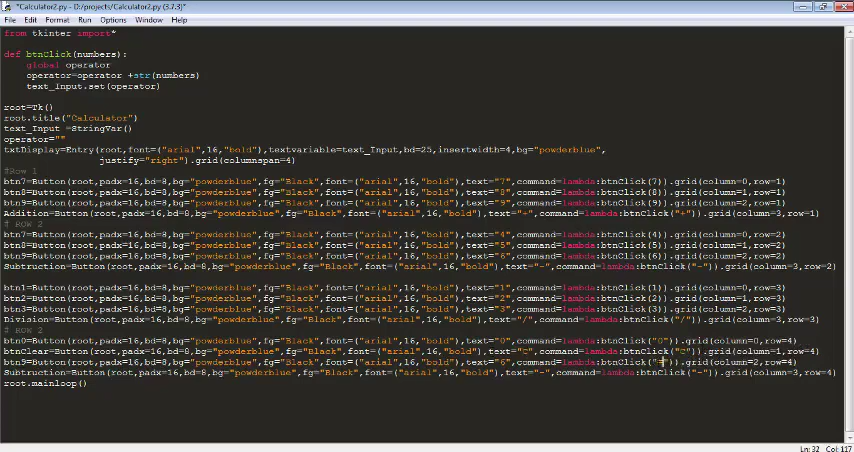 *Calculator2.py - D:/projects/Calculator2.py (3.7.3)*
File Edit Format Run Options Window Help
from tkinter import*
def btnClick(numbers):
global operator
operator=operator +str(numbers)
text_Input.set(operator)
root=Tk()
root.title("Calculator")
text_Input =StringVar()
operator=""
txtDisplay=Entry(root,font=("arial",16,"bold"),textvariable=text_Input,bd=25,insertwidth=4,bg="powderblue",
justify="right").grid(columnspan=4)
#Row 1
btn7=Button(root,padx=16,bd=8,bg="powderblue",fg="Black",font=("arial",16,"bold"),text="7",command=lambda:btnClick(7)).grid(column=0,row=1)
btn8=Button(root,padx=16,bd=8,bg="powderblue",fg="Black",font=("arial",16,"bold"),text="8",command=lambda:btnClick(8)).grid(column=1,row=1)
btn9=Button(root,padx=16,bd=8,bg="powderblue",fg="Black",font=("arial",16,"bold"),text="9",command=lambda:btnClick(9)).grid(column=2,row=1)
Addition=Button(root,padx=16,bd=8,bg="powderblue",fg="Black",font=("arial",16,"bold"),text="+",command=lambda:btnClick("+")).grid(column=3,row=1)
# ROW 2
btn7=Button(root,padx=16,bd=8,bg="powderblue",fg="Black",font=("arial",16,"bold"),text="4",command=lambda:btnClick(4)).grid(column=0,row=2)
btn8=Button(root,padx=16,bd=8,bg="powderblue",fg="Black",font=("arial",16,"bold"),text="5",command=lambda:btnClick(5)).grid(column=1,row=2)
btn9=Button(root,padx=16,bd=8,bg="powderblue",fg="Black",font=("arial",16,"bold"),text="6",command=lambda:btnClick(6)).grid(column=2,row=2)
Subtruction=Button(root,padx=16,bd=8,bg="powderblue",fg="Black",font=("arial",16,"bold"),text="-",command=lambda:btnClick("-")).grid(column=3,row=2)
btn1=Button(root,padx=16,bd=8,bg="powderblue",fg="Black",font=("arial",16,"bold"),text="1",command=lambda:btnClick(1)).grid(column=0,row=3)
btn2=Button(root,padx=16,bd=8,bg="powderblue",fg="Black",font=("arial",16,"bold"),text="2",command=lambda:btnClick(2)).grid(column=1,row=3)
btn3=Button(root,padx=16,bd=8,bg="powderblue",fg="Black",font=("arial",16,"bold"),text="3",command=lambda:btnClick(3)).grid(column=2,row=3)
Division=Button(root,padx=16,bd=8,bg="powderblue",fg="Black",font=("arial",16,"bold"),text="/",command=lambda:btnClick("/")).grid(column=3,row=3)
# ROW 2
btn0=Button(root,padx=16,bd=8,bg="powderblue",fg="Black",font=("arial",16,"bold"),text="0",command=lambda:btnClick("0")).grid(column=0,row=4)
btnClear=Button(root,padx=16,bd=8,bg="powderblue",fg="Black",font=("arial",16,"bold"),text="C",command=lambda:btnClick("C")).grid(column=1,row=4)
btn9=Button(root,padx=16,bd=8,bg="powderblue",fg="Black",font=("arial",16,"bold"),text="6",command=lambda:btnClick("=")).grid(column=2,row=4)
Subtruction=Button(root,padx=16,bd=8,bg="powderblue",fg="Black",font=("arial",16,"bold"),text="-",command=lambda:btnClick("-")).grid(column=3,row=4)
root.mainloop()
Ln: 32 Col: 117